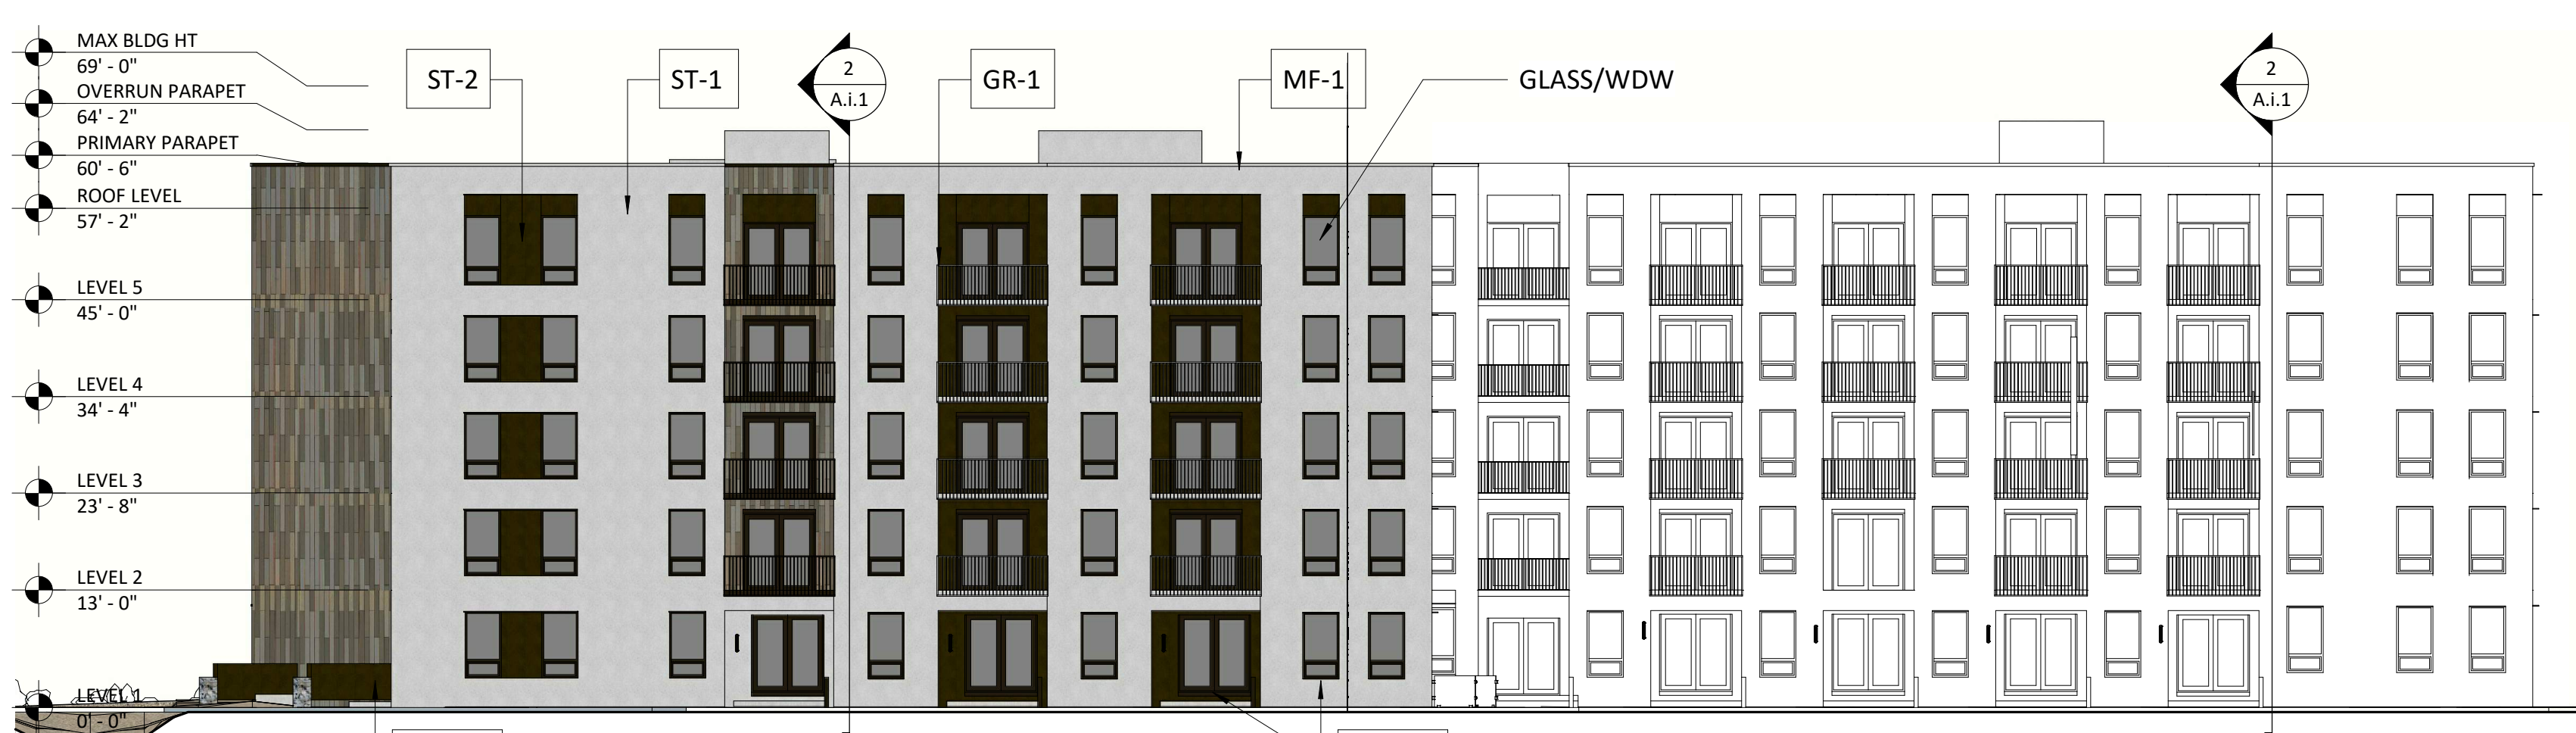 MAX BLDG HT
69' - 0"
OVERRUN PARAPET
64' - 2"
PRIMARY PARAPET
60' - 6"
ROOF LEVEL
57' - 2"
LEVEL 5
45' - 0"
LEVEL 4
34' - 4"
LEVEL 3
23' - 8"
LEVEL 2
13' - 0"
LEVEL 1
0' - 0"
ST-2
ST-1
2
A.i.1
GR-1
MF-1
GLASS/WDW
2
A.i.1